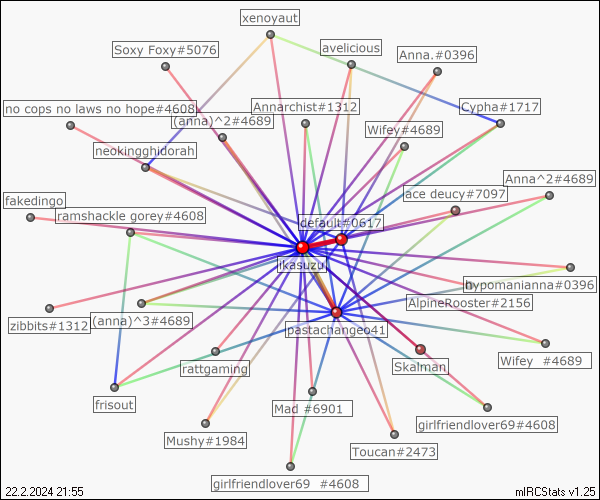 xenoyaut
Soxy Foxy#5076
avelicious
Anna.#0396
no cops no laws no hope#4608
Annarchist#1312
Cypha#1717
(anna)^2#4689
Wifey#4689
neokingghidorah
Anna^2#4689
fakedingo
ramshackle gorey#4608
ace deucy#7097
default#0617
ikasuzu
hypomanianna#0396
AlpineRooster#2156
zibbits#1312
(anna)^3#4689
pastachangeo41
rattgaming
Skalman
Wifey #4689
frisout
Mad #6901
girlfriendlover69#4608
Mushy#1984
Toucan#2473
girlfriendlover69 #4608
22.2.2024 21:55
mIRCStats v1.25